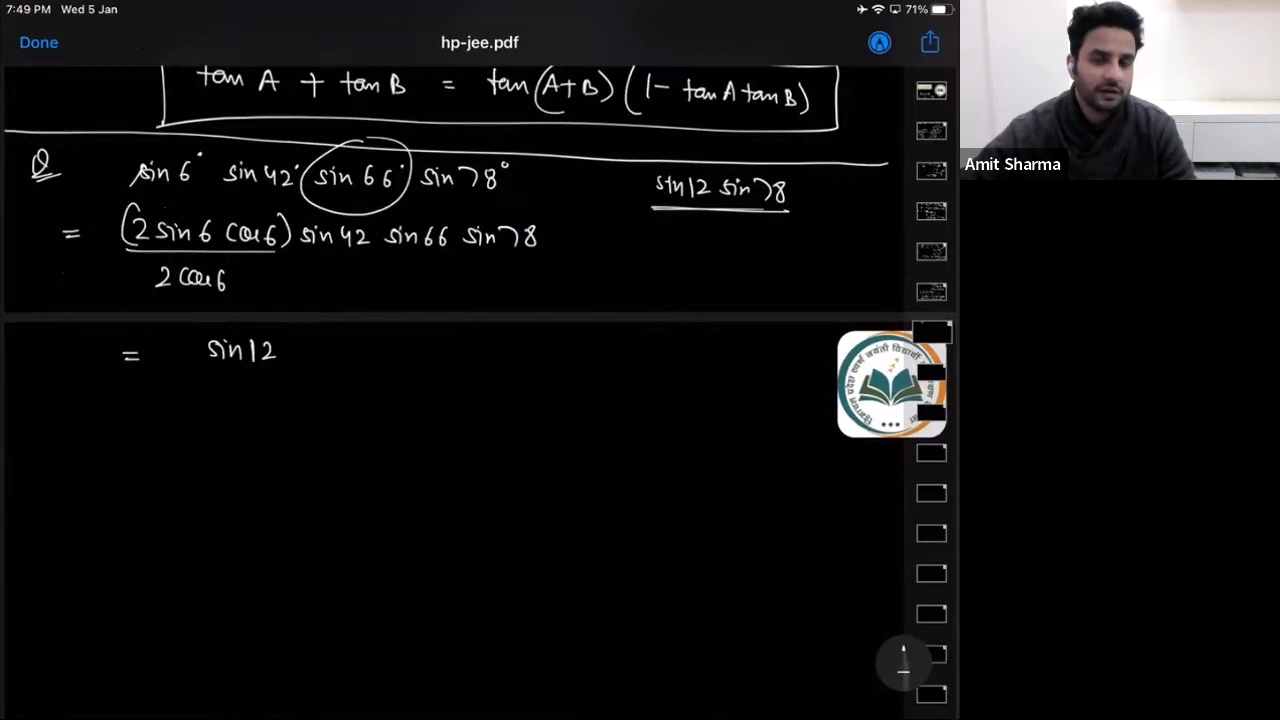 7:49 PM Wed 5 Jan
71%
Done
hp-jee.pdf
tan A + tan B = tan(A+B) (1 - tan A tan B)
Q
sin 6° sin 42° sin 66° sin 78°
sin 12 sin 78
= (2 sin 6 cos 6) sin 42 sin 66 sin 78
2 cos 6
= sin 12
Amit Sharma